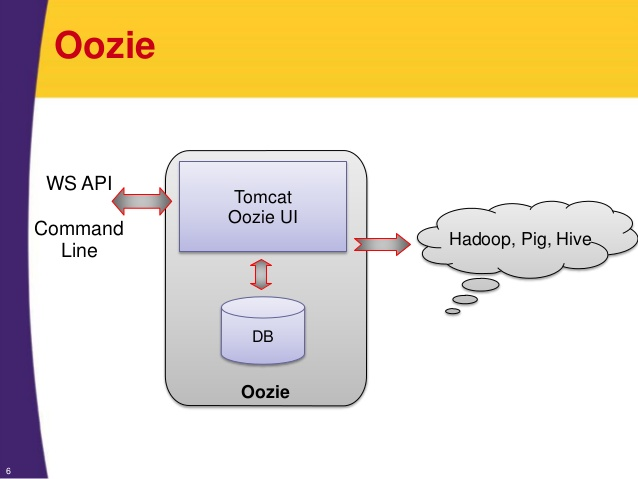 Oozie
WS API
Command
Line
Tomcat
Oozie UI
Hadoop, Pig, Hive
DB
Oozie
6